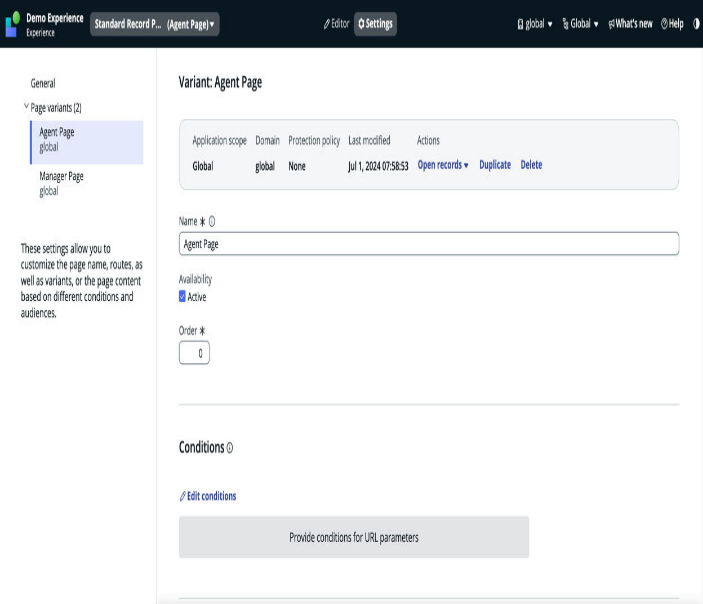 Demo Experience
Experience
Standard Record P... (Agent Page)
Editor
Settings
global
Global
What's new
Help
General
Page variants (2)
Agent Page
global
Manager Page
global
These settings allow you to
customize the page name, routes, as
well as variants, or the page content
based on different conditions and
audiences.
Variant: Agent Page
Application scope Domain Protection policy Last modified Actions
Global global None Jul 1, 2024 07:58:53 Open records Duplicate Delete
Name
Agent Page
Availability
Active
Order
0
Conditions
Edit conditions
Provide conditions for URL parameters